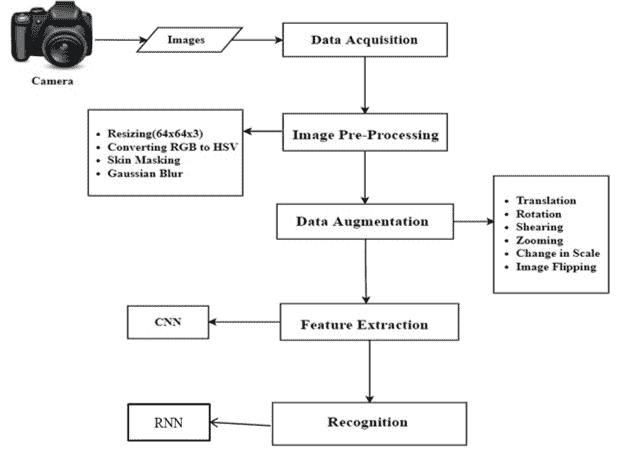 Camera
Images
Data Acquisition
Image Pre-Processing
• Resizing(64x64x3)
• Converting RGB to HSV
• Skin Masking
• Gaussian Blur
Data Augmentation
• Translation
• Rotation
• Shearing
• Zooming
• Change in Scale
• Image Flipping
Feature Extraction
CNN
Recognition
RNN